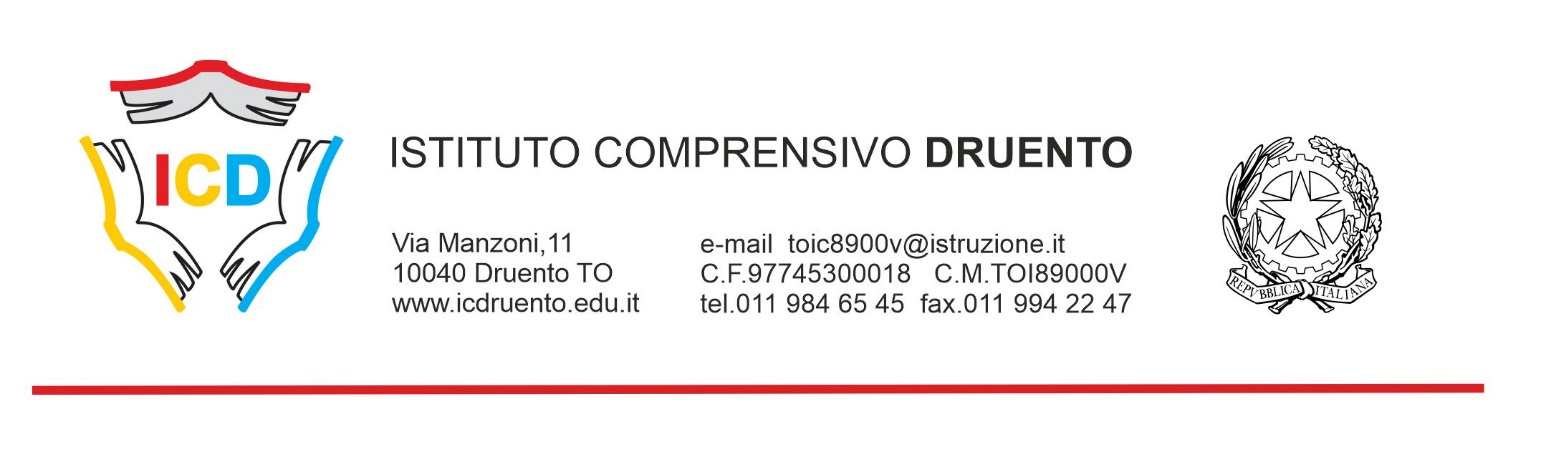 ICD
ISTITUTO COMPRENSIVO DRUENTO
Via Manzoni,11
10040 Druento TO
www.icdruento.edu.it
e-mail toic8900v@istruzione.it
C.F.97745300018 C.M.TOI89000V
tel.011 984 65 45 fax.011 994 22 47
REPVBBLICA ITALIANA